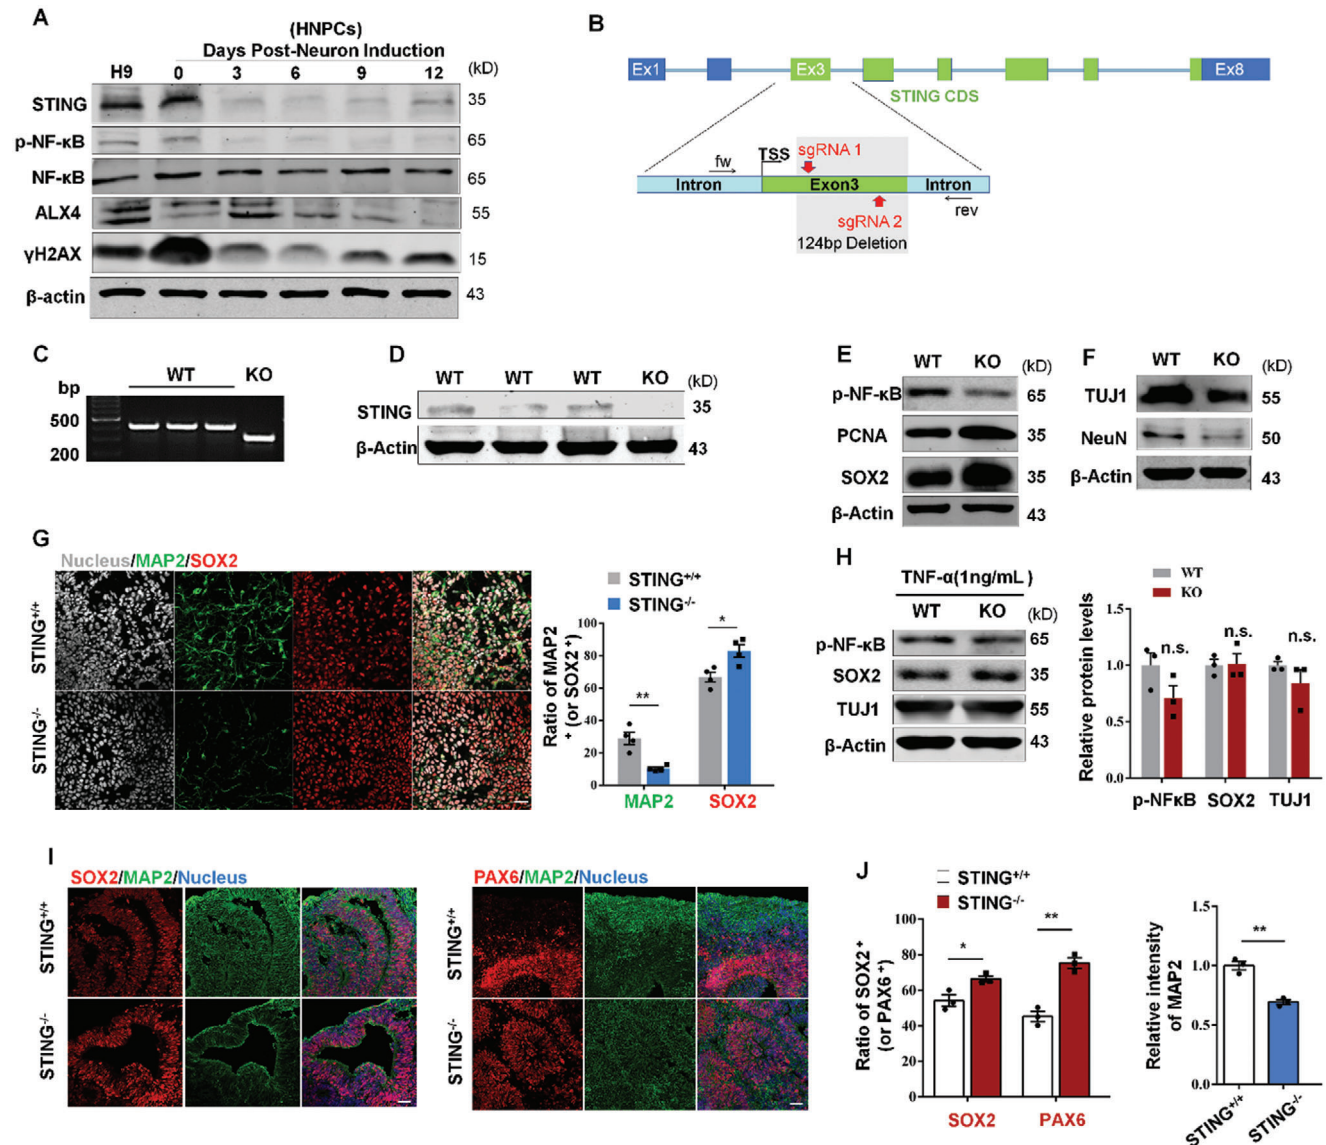 A
(HNPCs)
Days Post-Neuron Induction
H9 0 3 6 9 12 (kD)
STING 35
p-NF-κB 65
NF-κB 65
ALX4 55
γH2AX 15
β-actin 43
B
Ex1 Ex3 Ex8
STING CDS
fw TSS sgRNA 1
Intron Exon3 Intron
sgRNA 2 rev
124bp Deletion
C
WT KO
bp
500
200
D
WT WT WT KO (kD)
STING 35
β-Actin 43
E
WT KO (kD)
p-NF-κB 65
PCNA 35
SOX2 35
β-Actin 43
F
WT KO (kD)
TUJ1 55
NeuN 50
β-Actin 43
G
Nucleus/MAP2/SOX2
STING+/+
STING-/-
STING+/+
STING-/-
Ratio of MAP2
+ (or SOX2+)
100
80
60
40
20
0
** *
MAP2 SOX2
H
TNF-α(1ng/mL)
WT KO (kD)
p-NF-κB 65
SOX2 35
TUJ1 55
β-Actin 43
WT
KO
Relative protein levels
1.5
1.0
0.5
0
n.s. n.s. n.s.
p-NFκB SOX2 TUJ1
I
SOX2/MAP2/Nucleus
STING+/+
STING-/-
PAX6/MAP2/Nucleus
STING+/+
STING-/-
J
STING+/+
STING-/-
Ratio of SOX2+
(or PAX6+)
100
80
60
40
20
0
* **
SOX2 PAX6
Relative intensity
of MAP2
1.5
1.0
0.5
0.0
**
STING+/+ STING-/-